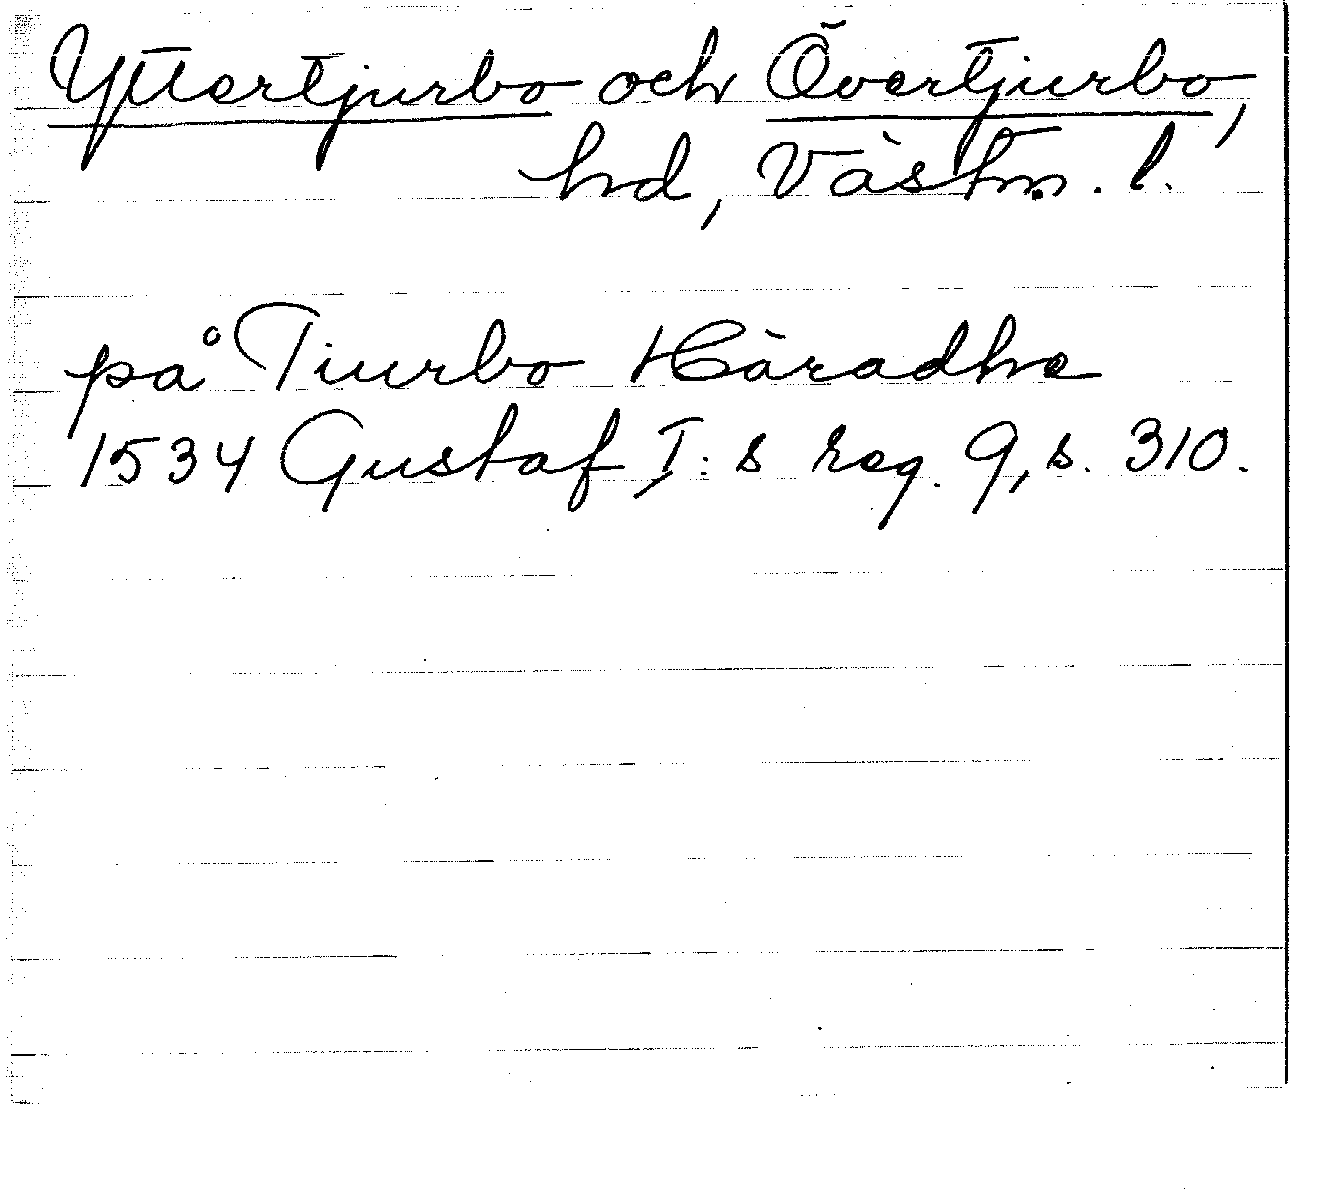 Yttertjurbo och Övertjurbo,
hd, Västm. l.
på Tiurbo Häradhe
1534 Gustaf I:s reg. 9, s. 310.